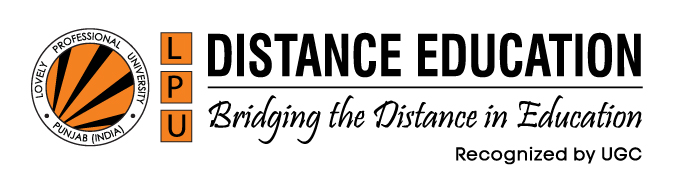 LOVELY PROFESSIONAL UNIVERSITY
PUNJAB (INDIA)
L
P
U
DISTANCE EDUCATION
Bridging the Distance in Education
Recognized by UGC